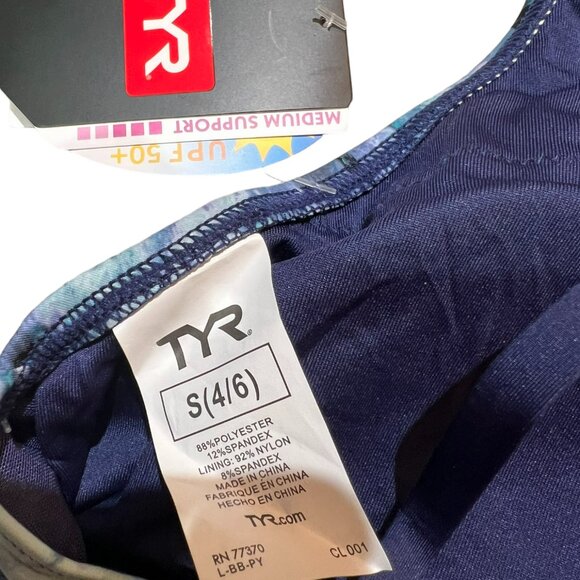 TYR
MEDIUM SUPPORT
UPF 50+
TYR®
S(4/6)
88%POLYESTER
12%SPANDEX
LINING: 92% NYLON
8%SPANDEX
MADE IN CHINA
FABRIQUE EN CHINA
HECHO EN CHINA
TYR.com
RN 77370 CL001
L-BB-PY